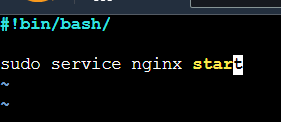 #!bin/bash/
sudo service nginx start
~
~